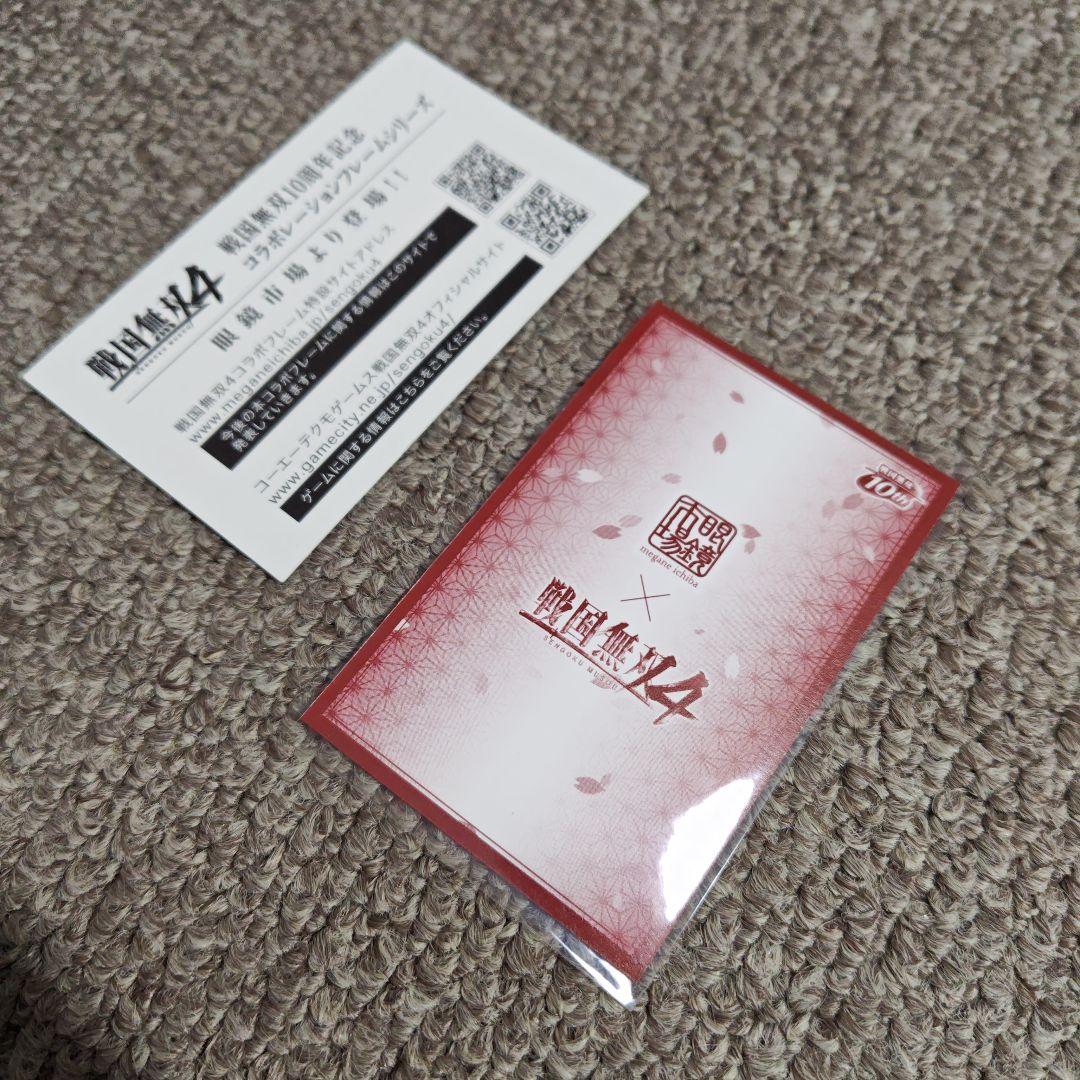 戦国無双4
SENGOKU MUSOU
戦国無双10周年記念
コラボレーションフレームシリーズ
眼鏡市場より登場!!
戦国無双4コラボフレーム特設サイトアドレス
www.meganeichiba.jp/sengoku4
今後の本コラボフレームに関する情報はこのサイトで
発表していきます。
コーエーテクモゲームス 戦国無双4オフィシャルサイト
www.gamecity.ne.jp/sengoku4/
ゲームに関する情報はこちらをご覧ください。
戦国無双
10th
眼鏡
市場
megane ichiba
×
戦国無双4
SENGOKU MUSOU